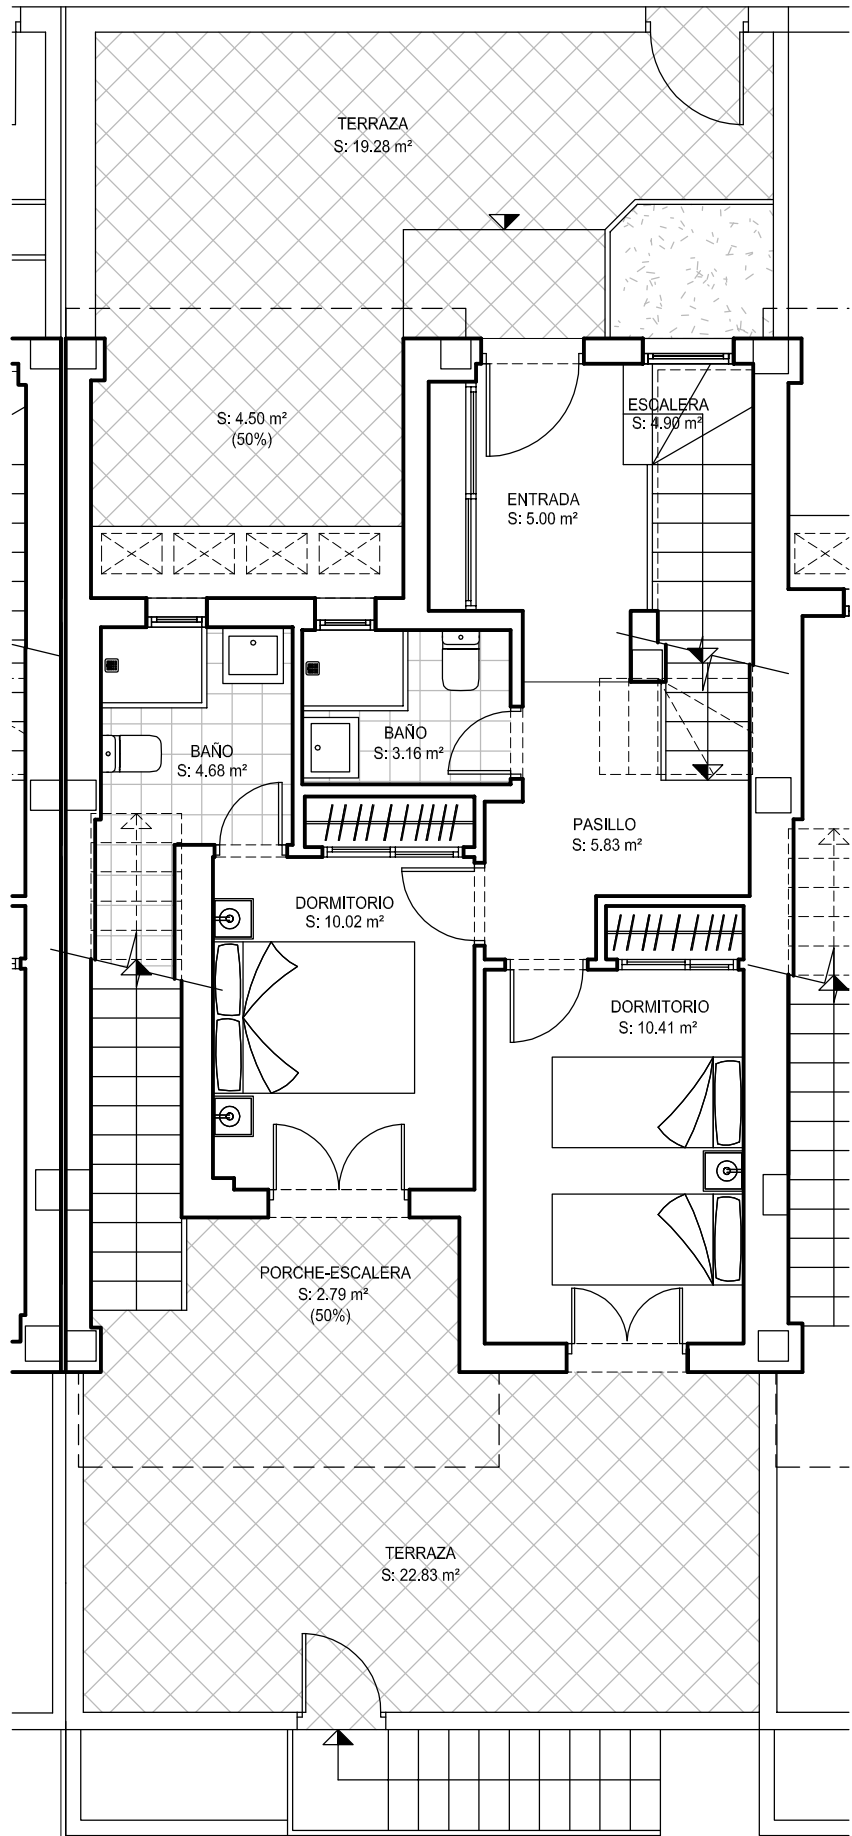 TERRAZA
S: 19.28 m²
S: 4.50 m²
(50%)
ESCALERA
S: 4.90 m²
ENTRADA
S: 5.00 m²
BAÑO
S: 4.68 m²
BAÑO
S: 3.16 m²
PASILLO
S: 5.83 m²
DORMITORIO
S: 10.02 m²
DORMITORIO
S: 10.41 m²
PORCHE-ESCALERA
S: 2.79 m²
(50%)
TERRAZA
S: 22.83 m²